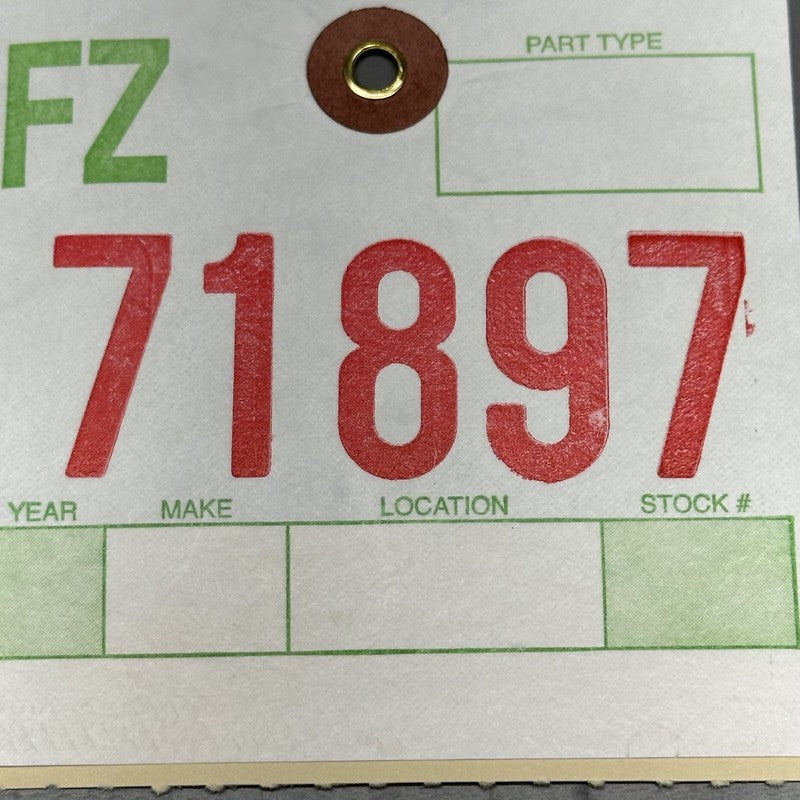 FZ
PART TYPE
71897
YEAR MAKE LOCATION STOCK #